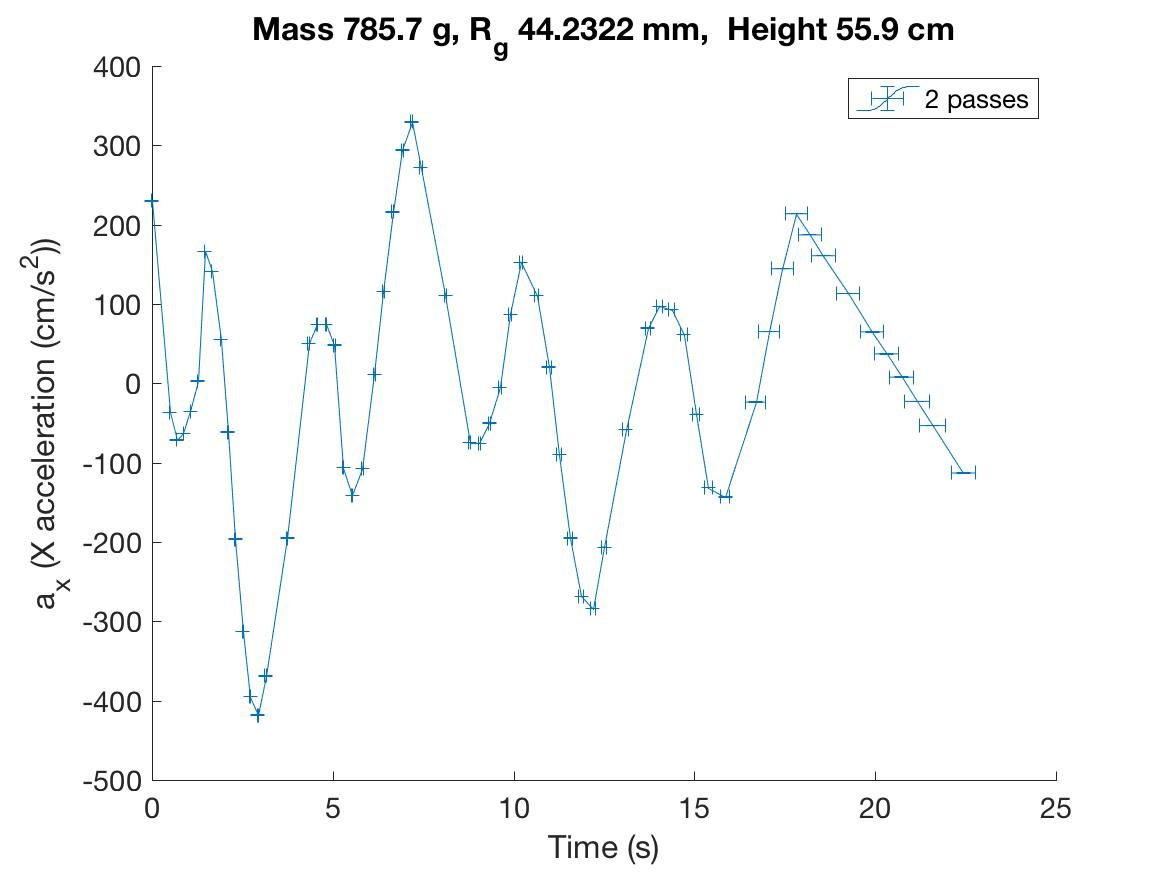 Mass 785.7 g, Rg 44.2322 mm, Height 55.9 cm
2 passes
400
300
200
100
0
-100
-200
-300
-400
-500
ax (X acceleration (cm/s2))
0 5 10 15 20 25
Time (s)